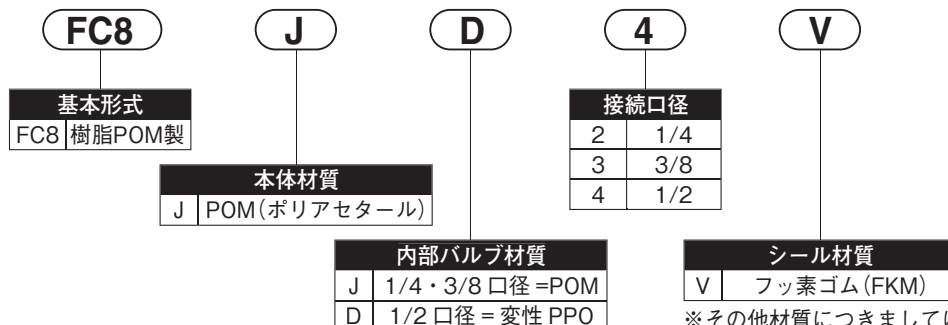 FC8 J D 4 V
基本形式
FC8 樹脂POM製
本体材質
J POM(ポリアセタール)
内部バルブ材質
J 1/4・3/8 口径 =POM
D 1/2 口径 = 変性 PPO
接続口径
2 1/4
3 3/8
4 1/2
シール材質
V フッ素ゴム(FKM)
※その他材質につきましては